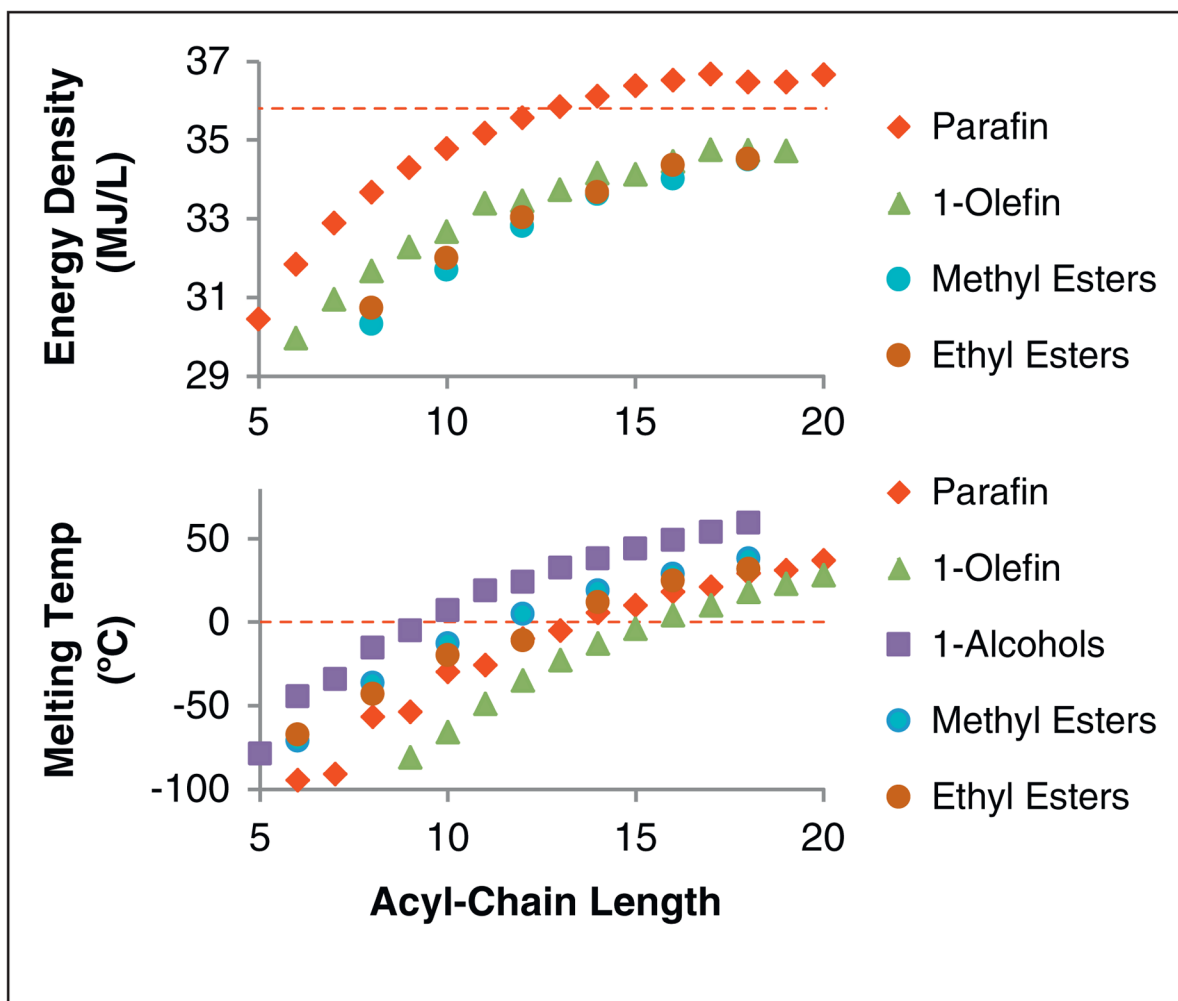 Energy Density
(MJ/L)
37
35
33
31
29
5
10
15
20
Parafin
1-Olefin
Methyl Esters
Ethyl Esters
Melting Temp
(°C)
50
0
-50
-100
5
10
15
20
Acyl-Chain Length
Parafin
1-Olefin
1-Alcohols
Methyl Esters
Ethyl Esters